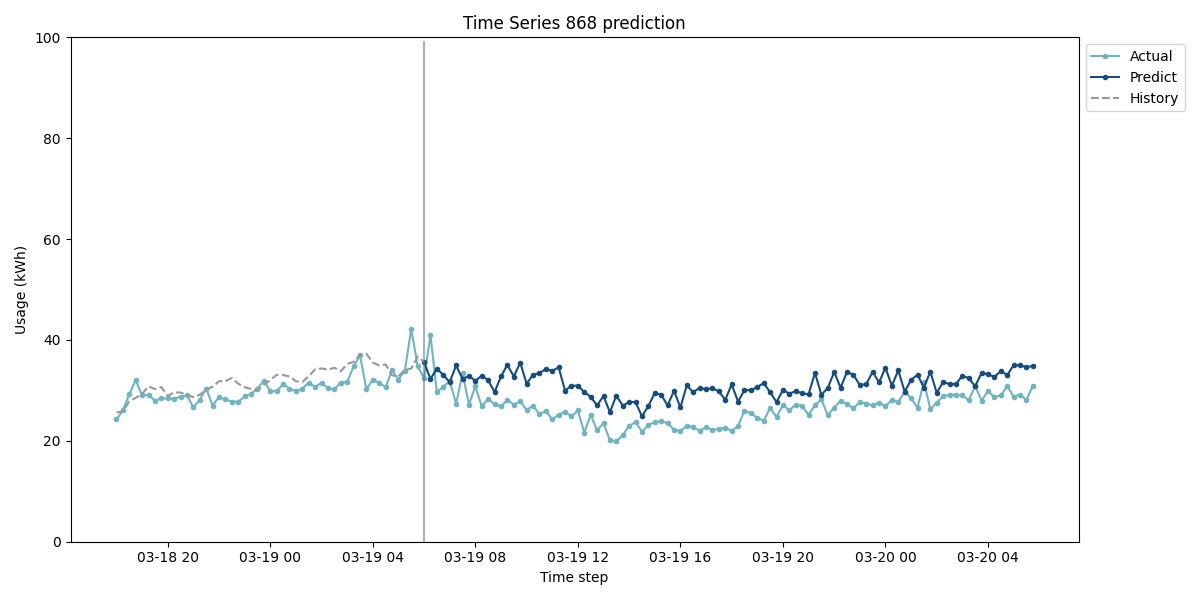 Time Series 868 prediction
Usage (kWh)
100
80
60
40
20
0
03-18 20
03-19 00
03-19 04
03-19 08
03-19 12
03-19 16
03-19 20
03-20 00
03-20 04
Time step
Actual
Predict
History